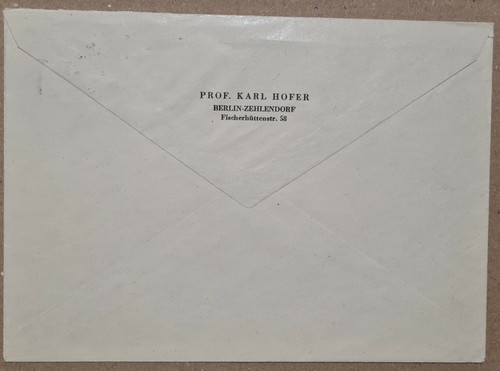 PROF. KARL HOFER
BERLIN-ZEHLENDORF
Fischerhüttenstr. 58